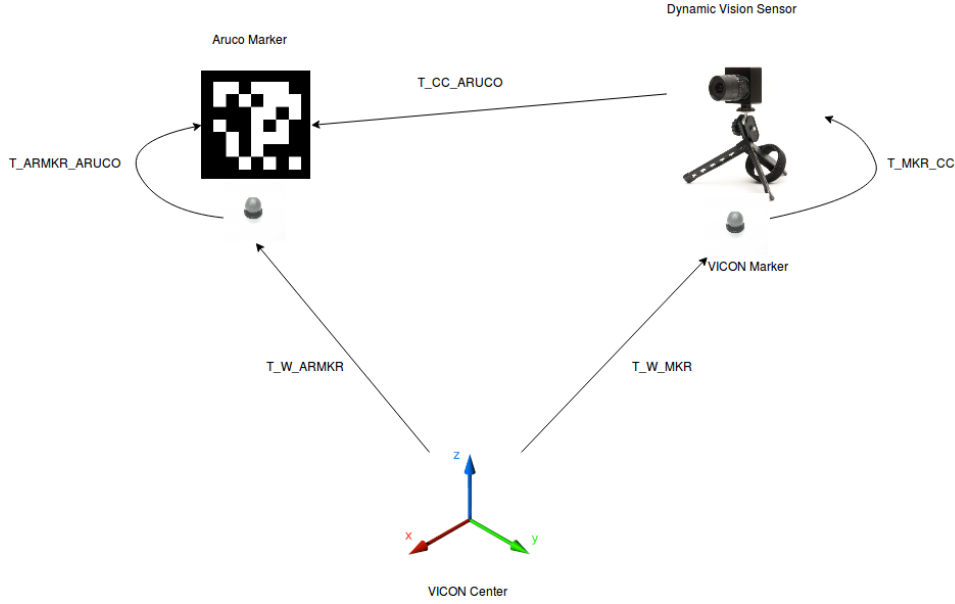 Dynamic Vision Sensor
Aruco Marker
T_CC_ARUCO
T_ARMKR_ARUCO
T_MKR_CC
VICON Marker
T_W_ARMKR
T_W_MKR
z
x
y
VICON Center